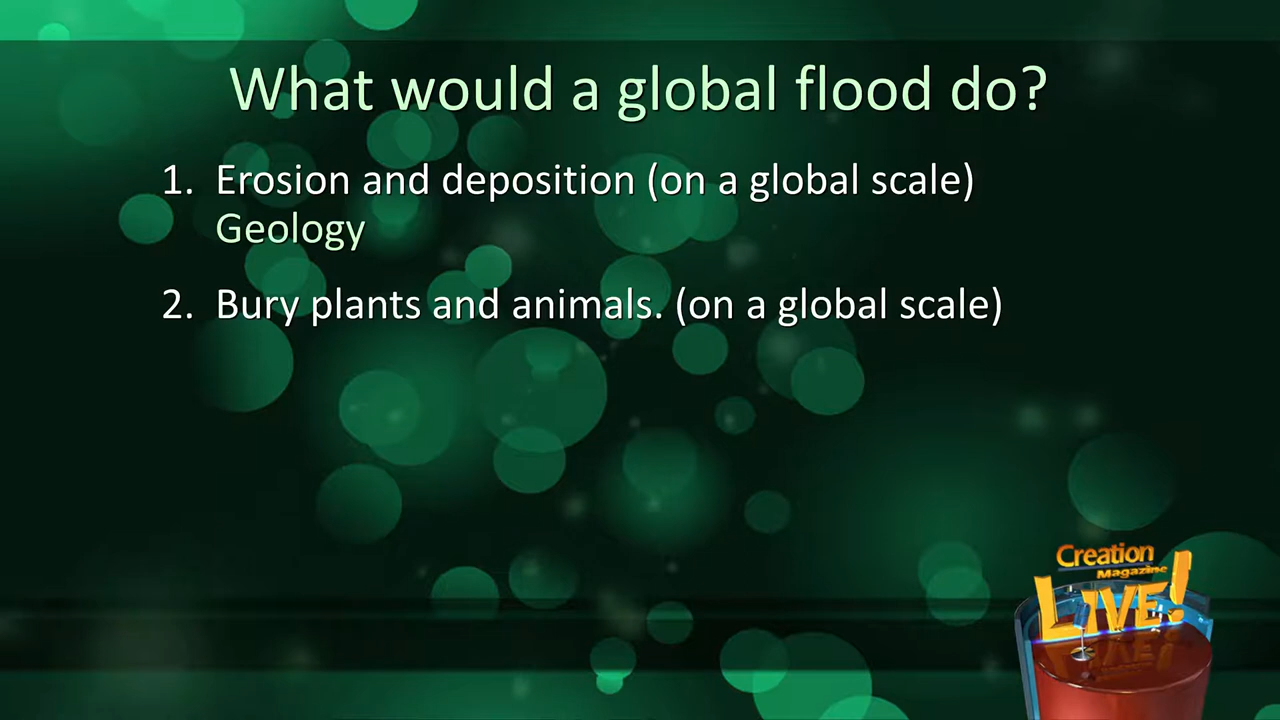 What would a global flood do?
1. Erosion and deposition (on a global scale)
Geology
2. Bury plants and animals. (on a global scale)
Creation
Magazine
LIVE!